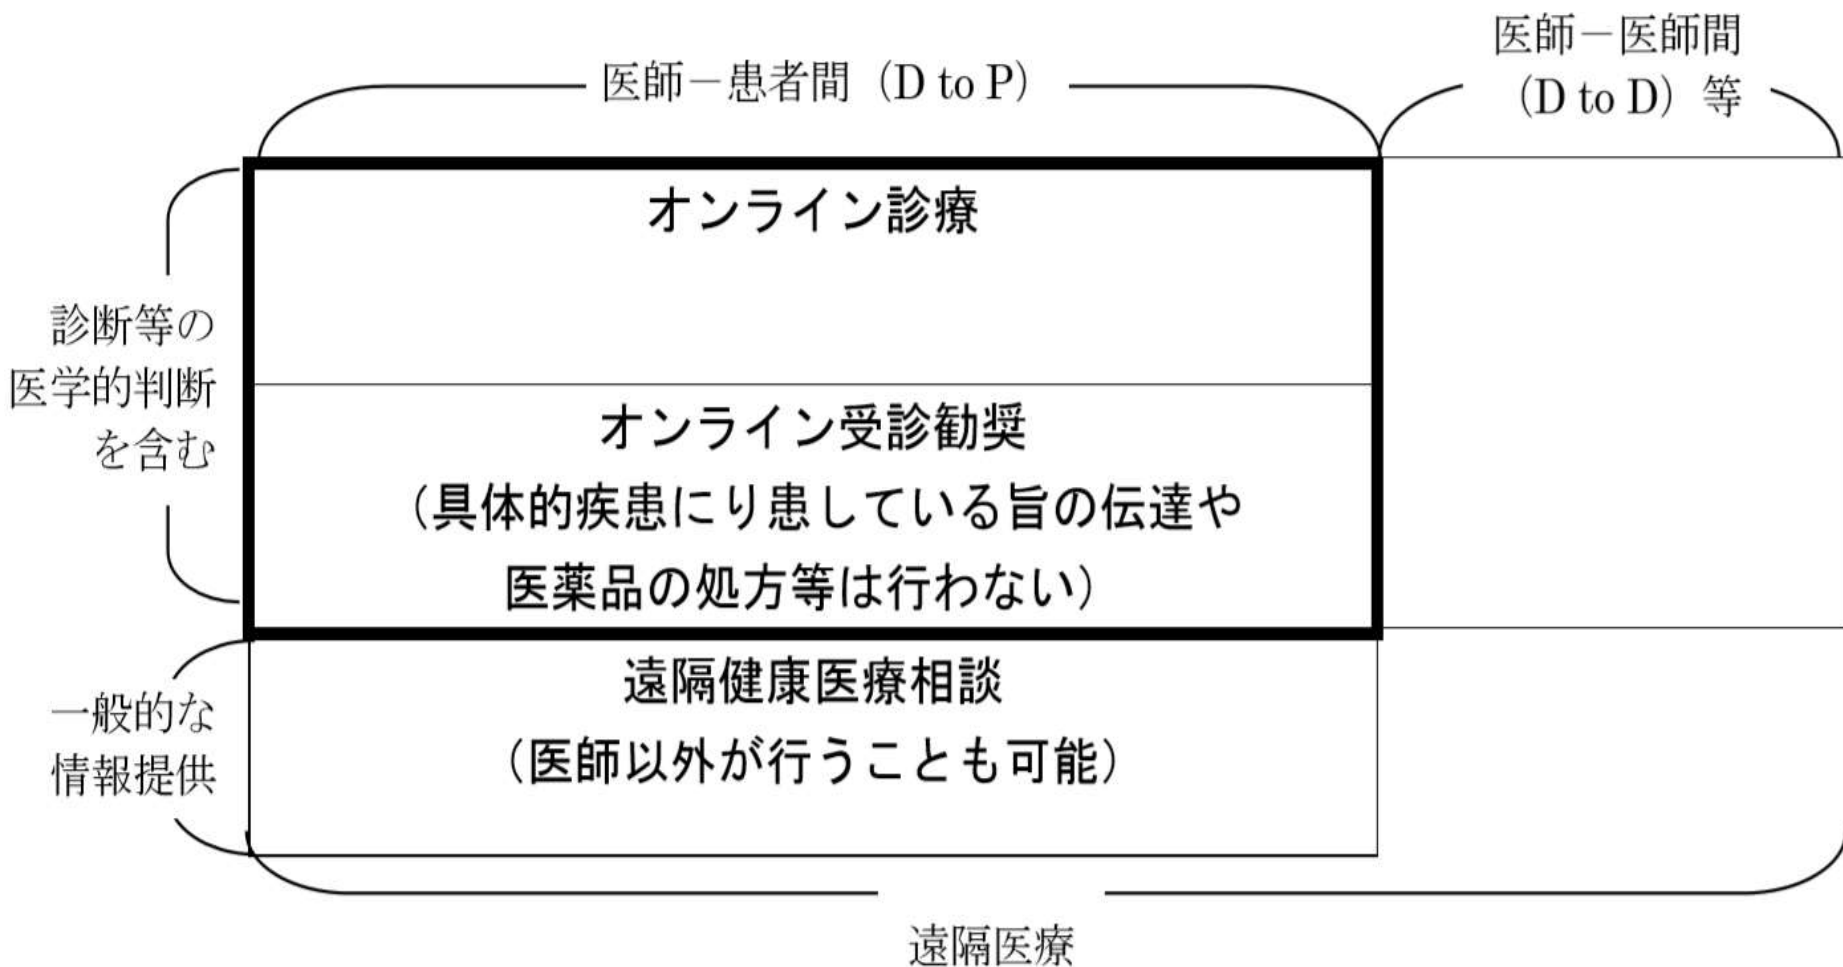 医師－患者間（D to P）
医師－医師間
（D to D）等
オンライン診療
診断等の
医学的判断
を含む
オンライン受診勧奨
（具体的疾患にり患している旨の伝達や
医薬品の処方等は行わない）
一般的な
情報提供
遠隔健康医療相談
（医師以外が行うことも可能）
遠隔医療